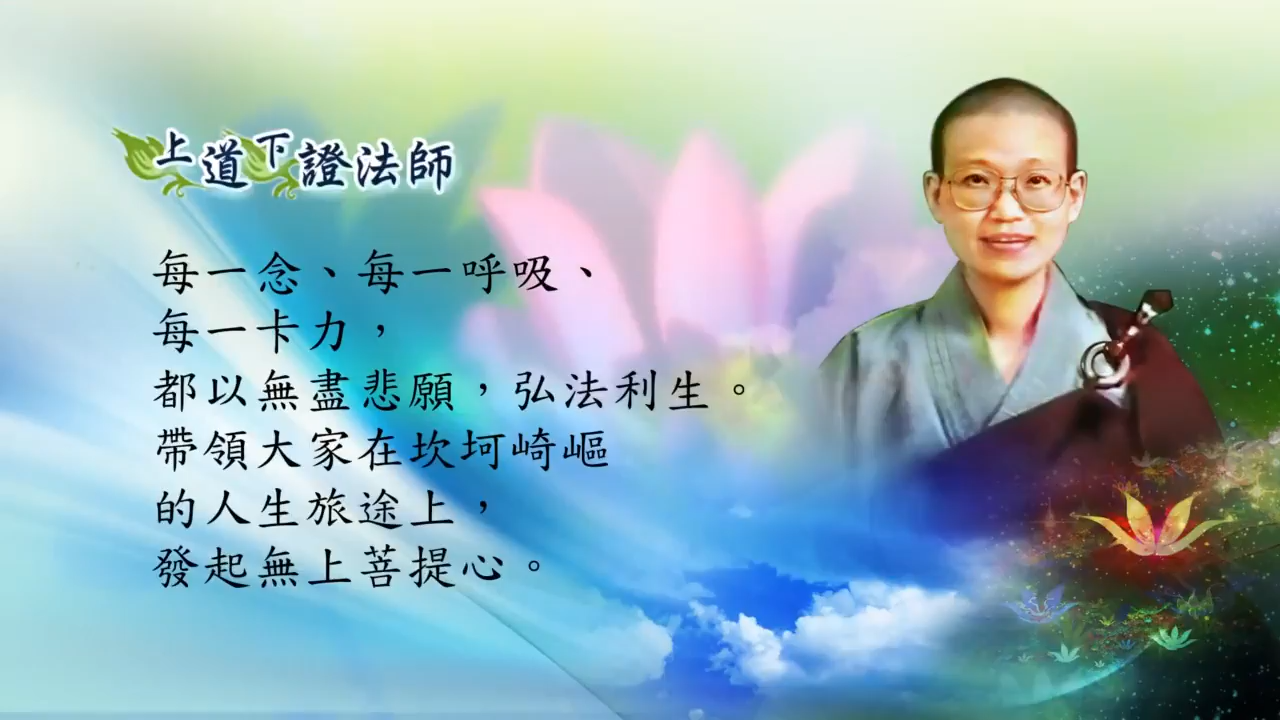 上道下證法師
每一念、每一呼吸、
每一卡力，
都以無盡悲願，弘法利生。
帶領大家在坎坷崎嶇
的人生旅途上，
發起無上菩提心。